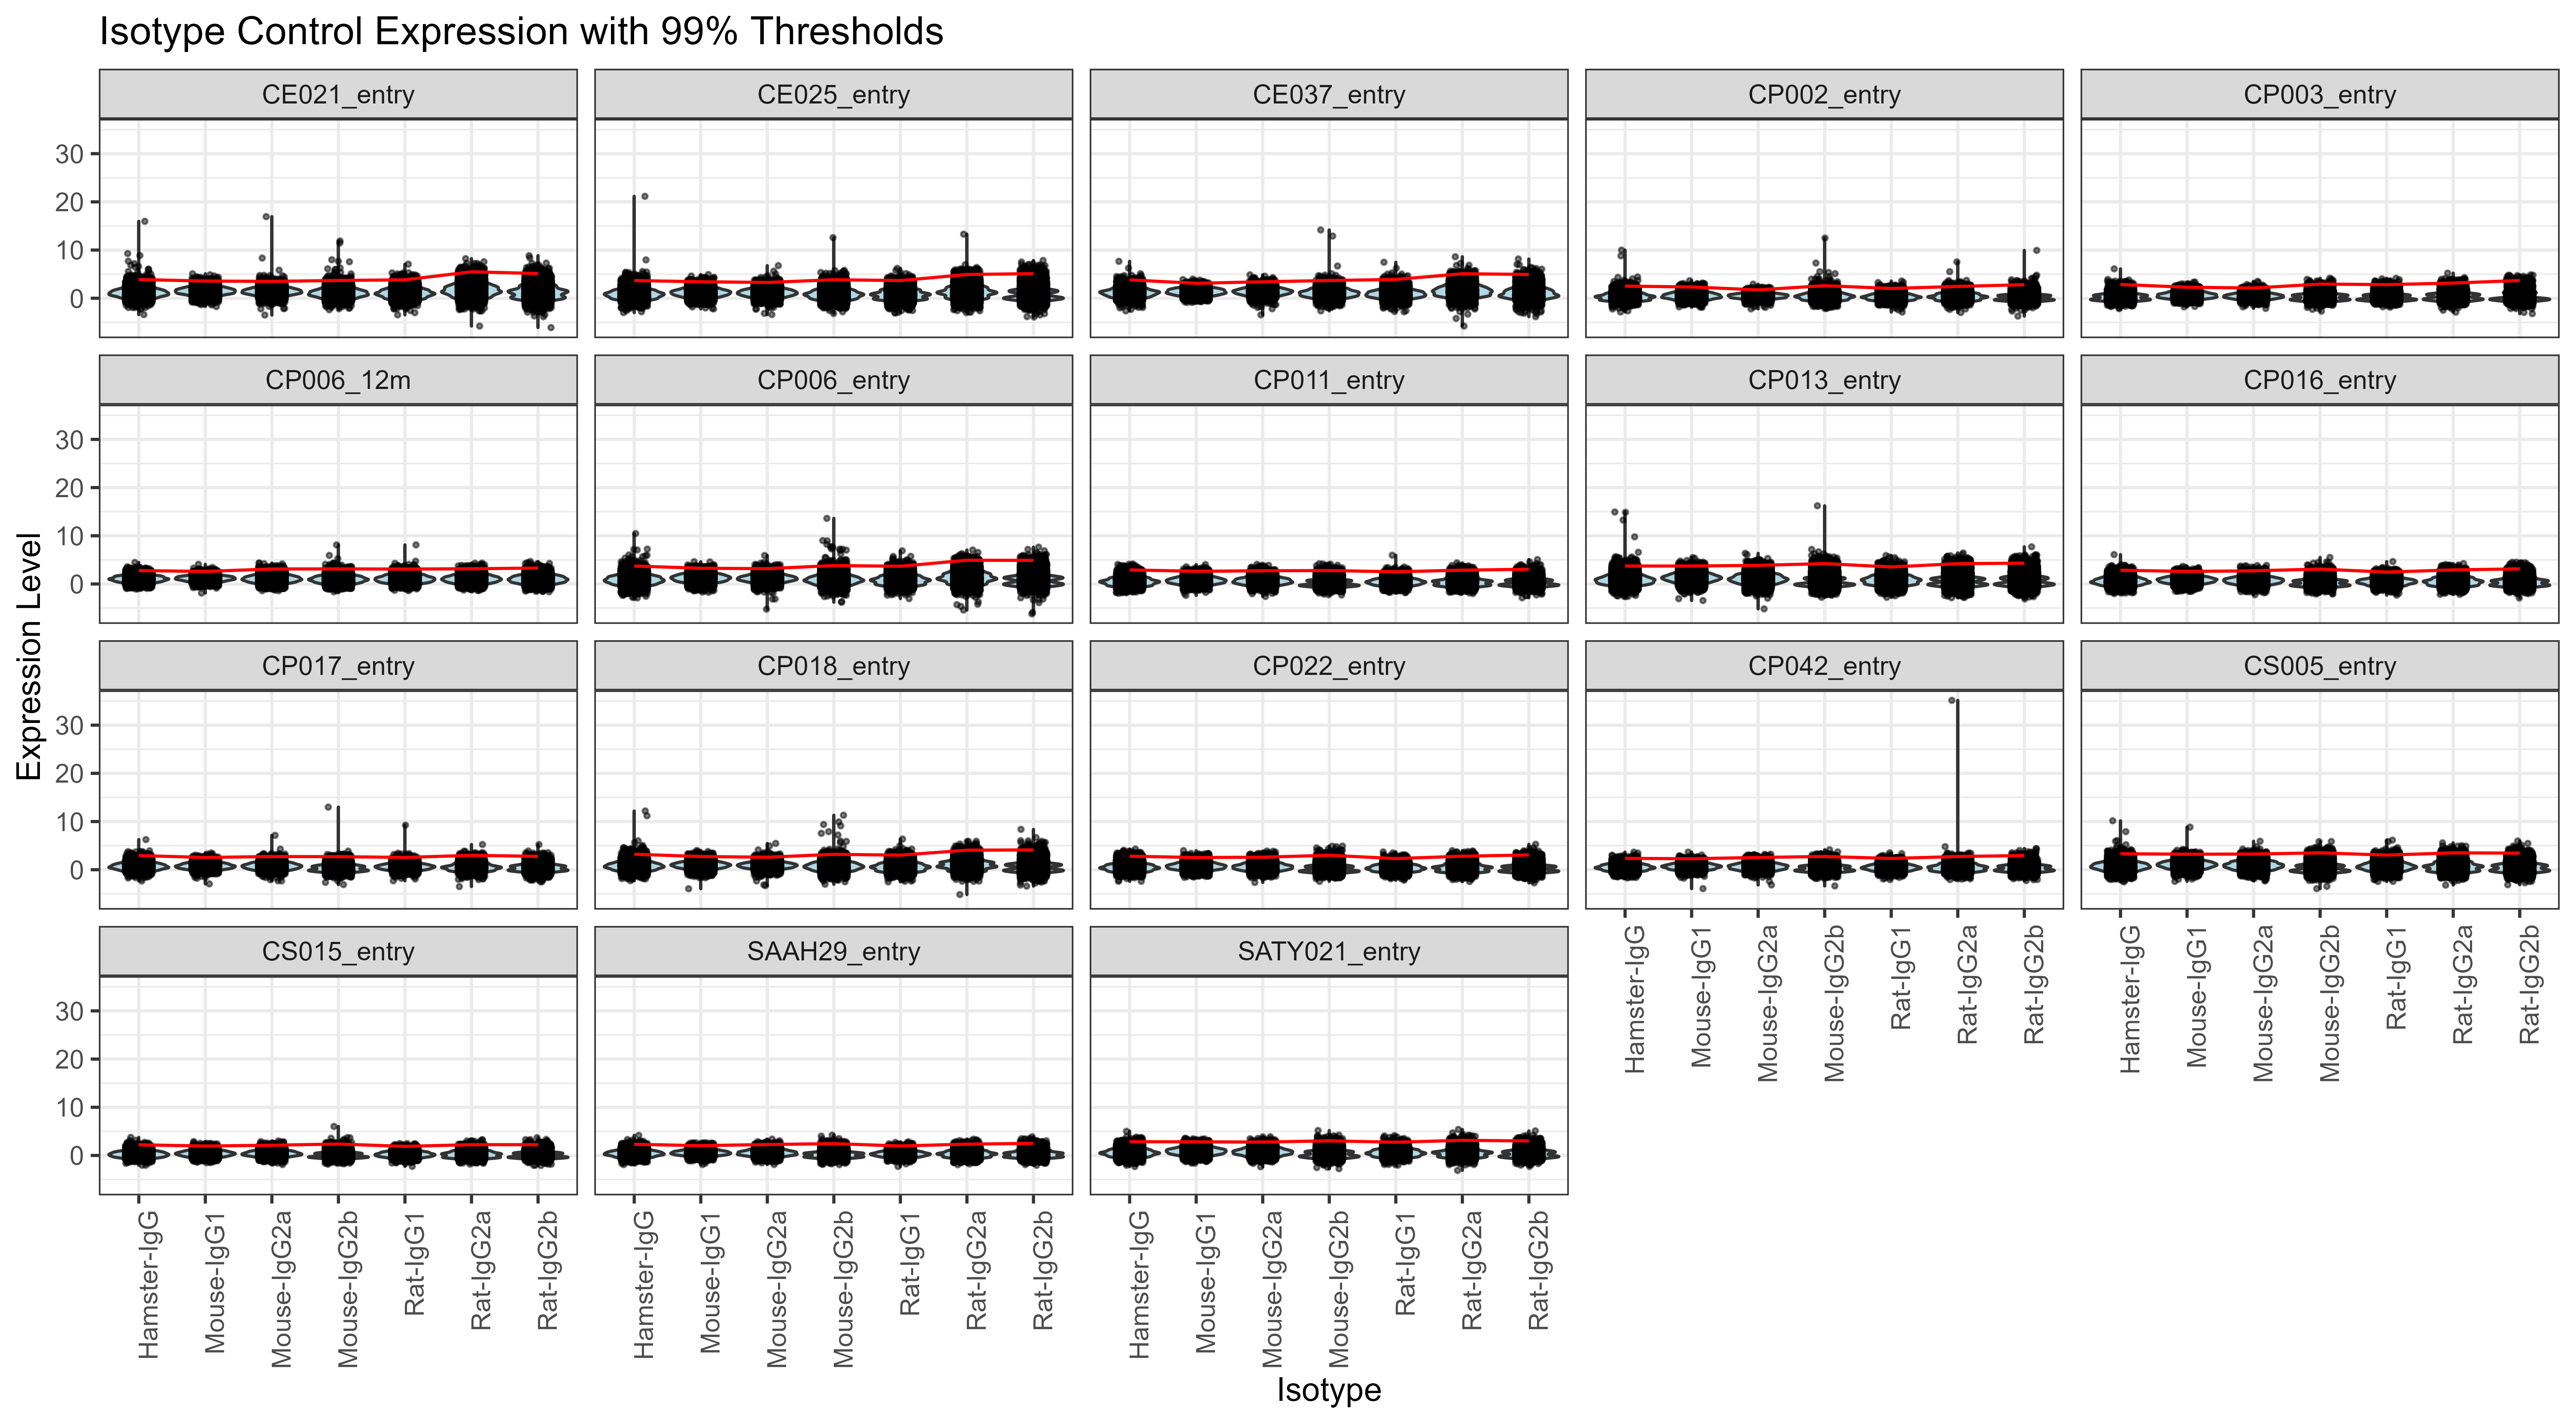 Isotype Control Expression with 99% Thresholds
CE021_entry
CE025_entry
CE037_entry
CP002_entry
CP003_entry
30
20
10
0
CP006_12m
CP006_entry
CP011_entry
CP013_entry
CP016_entry
30
20
10
0
Expression Level
CP017_entry
CP018_entry
CP022_entry
CP042_entry
CS005_entry
30
20
10
0
Hamster-IgG
Mouse-IgG1
Mouse-IgG2a
Mouse-IgG2b
Rat-IgG1
Rat-IgG2a
Rat-IgG2b
Hamster-IgG
Mouse-IgG1
Mouse-IgG2a
Mouse-IgG2b
Rat-IgG1
Rat-IgG2a
Rat-IgG2b
CS015_entry
SAAH29_entry
SATY021_entry
30
20
10
0
Hamster-IgG
Mouse-IgG1
Mouse-IgG2a
Mouse-IgG2b
Rat-IgG1
Rat-IgG2a
Rat-IgG2b
Hamster-IgG
Mouse-IgG1
Mouse-IgG2a
Mouse-IgG2b
Rat-IgG1
Rat-IgG2a
Rat-IgG2b
Hamster-IgG
Mouse-IgG1
Mouse-IgG2a
Mouse-IgG2b
Rat-IgG1
Rat-IgG2a
Rat-IgG2b
Isotype